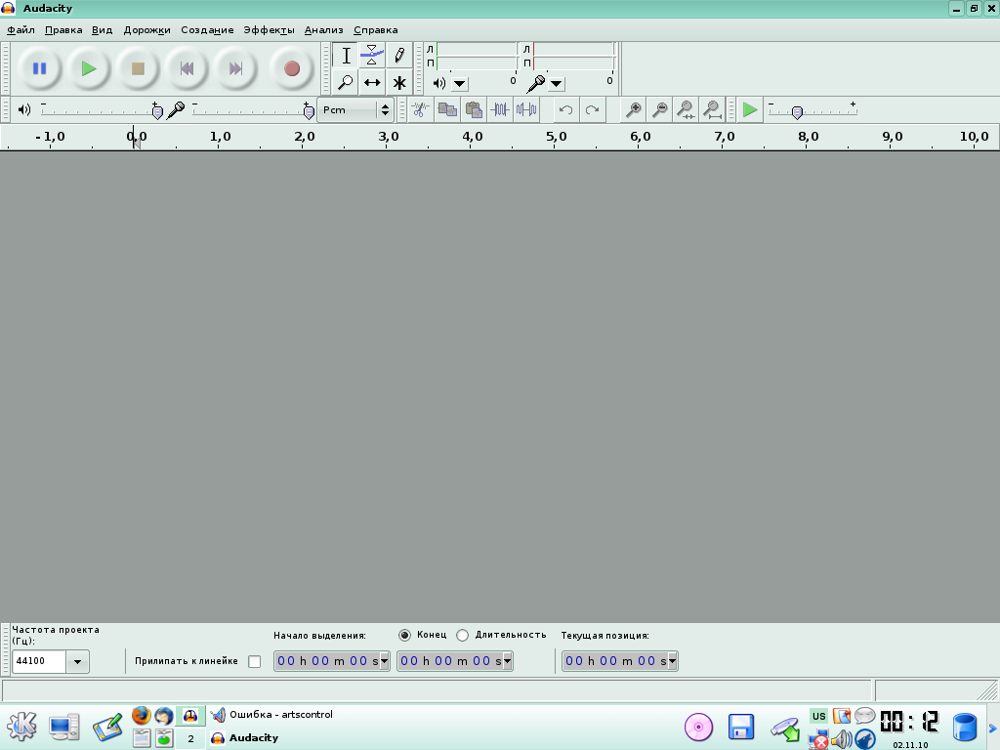 Audacity
Файл Правка Вид Дорожки Создание Эффекты Анализ Справка
Л Л
П П
0 0
Pcm
-1,0 0,0 1,0 2,0 3,0 4,0 5,0 6,0 7,0 8,0 9,0 10,0
Частота проекта
(Гц):
Начало выделения: Конец Длительность Текущая позиция:
44100 Прилипать к линейке 00 h 00 m 00 s 00 h 00 m 00 s 00 h 00 m 00 s
Ошибка - artscontrol
US
00:12
2
Audacity
02.11.10